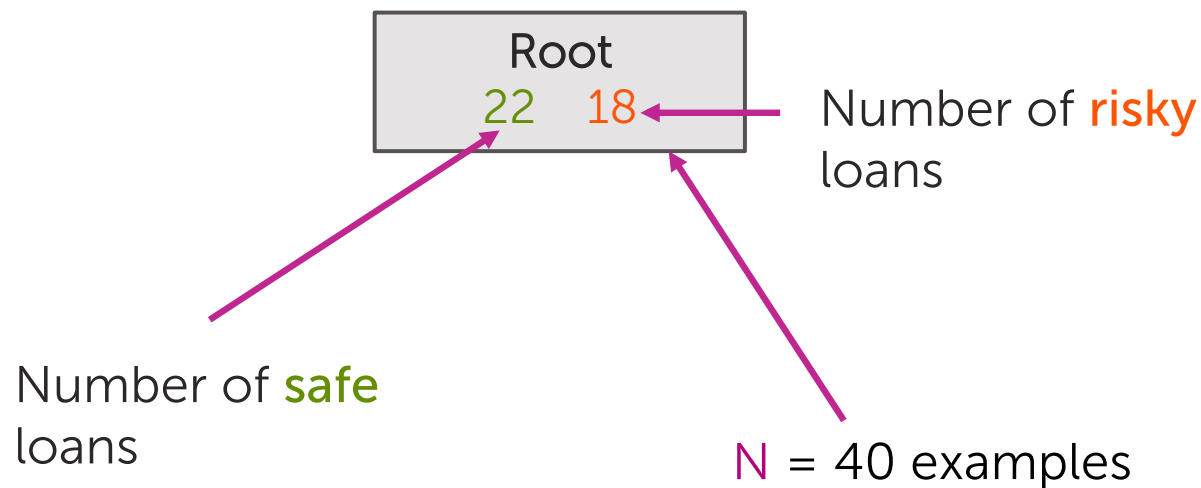 Root
22 18
Number of risky
loans
Number of safe
loans
N = 40 examples